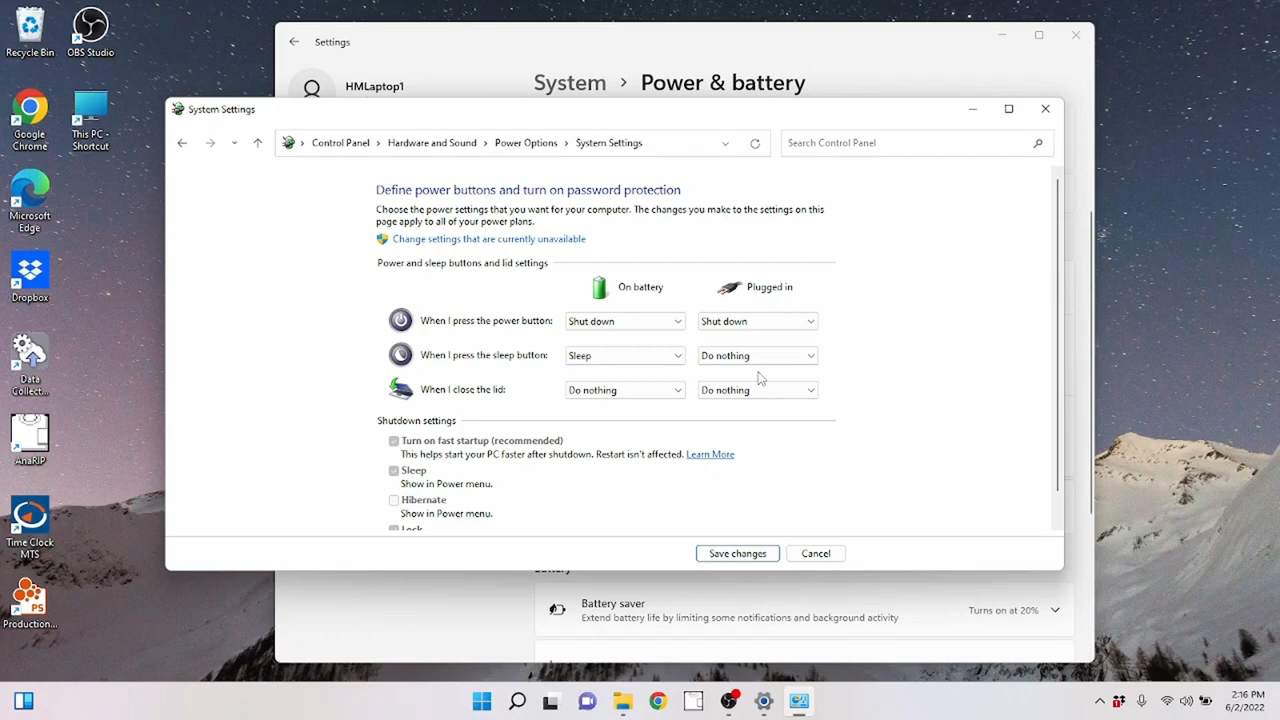 Recycle Bin
OBS Studio
Google
Chrome
This PC -
Shortcut
Microsoft
Edge
Dropbox
Data
Collect...
AnaRIP
Time Clock
MTS
PS
Production...
Settings
HMLaptop1
System > Power & battery
System Settings
Control Panel > Hardware and Sound > Power Options > System Settings
Search Control Panel
Define power buttons and turn on password protection
Choose the power settings that you want for your computer. The changes you make to the settings on this
page apply to all of your power plans.
Change settings that are currently unavailable
Power and sleep buttons and lid settings
On battery
Plugged in
When I press the power button: Shut down Shut down
When I press the sleep button: Sleep Do nothing
When I close the lid: Do nothing Do nothing
Shutdown settings
Turn on fast startup (recommended)
This helps start your PC faster after shutdown. Restart isn't affected. Learn More
Sleep
Show in Power menu.
Hibernate
Show in Power menu.
Lock
Save changes
Cancel
Battery
Battery saver
Extend battery life by limiting some notifications and background activity
Turns on at 20%
2:16 PM
6/2/2022